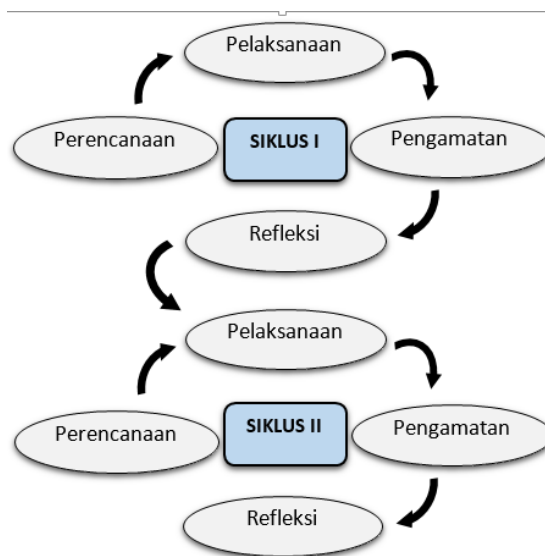 Pelaksanaan
Perencanaan
SIKLUS I
Pengamatan
Refleksi
Pelaksanaan
Perencanaan
SIKLUS II
Pengamatan
Refleksi